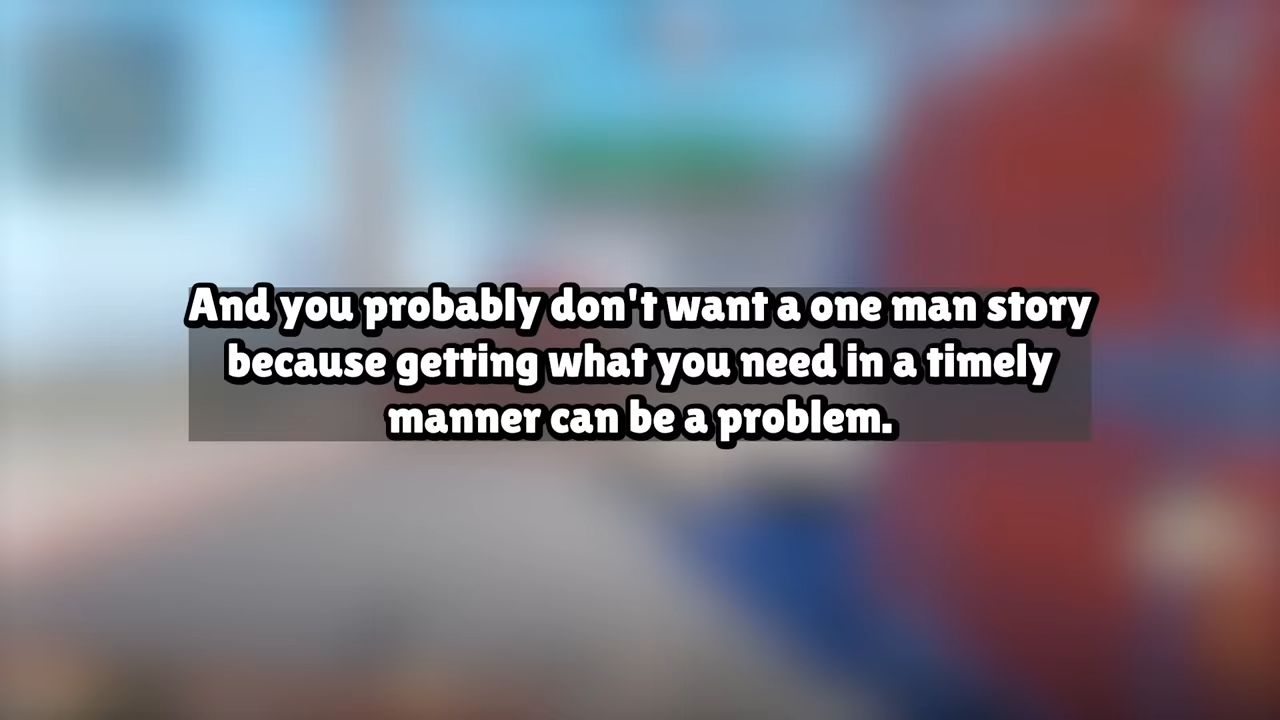 And you probably don't want a one man story
because getting what you need in a timely
manner can be a problem.